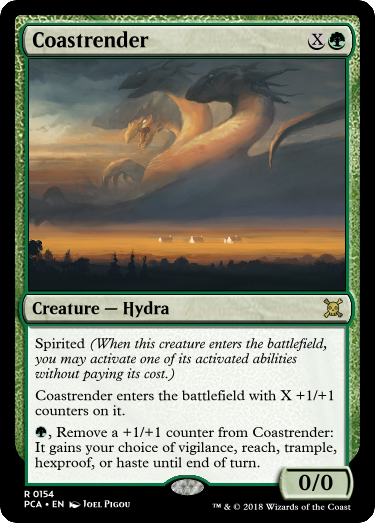 Coastrender X
Creature — Hydra
Spirited (When this creature enters the battlefield,
you may activate one of its activated abilities
without paying its cost.)
Coastrender enters the battlefield with X +1/+1
counters on it.
, Remove a +1/+1 counter from Coastrender:
It gains your choice of vigilance, reach, trample,
hexproof, or haste until end of turn.
0/0
R 0154
PCA • EN Joel Pigou
™ & © 2018 Wizards of the Coast